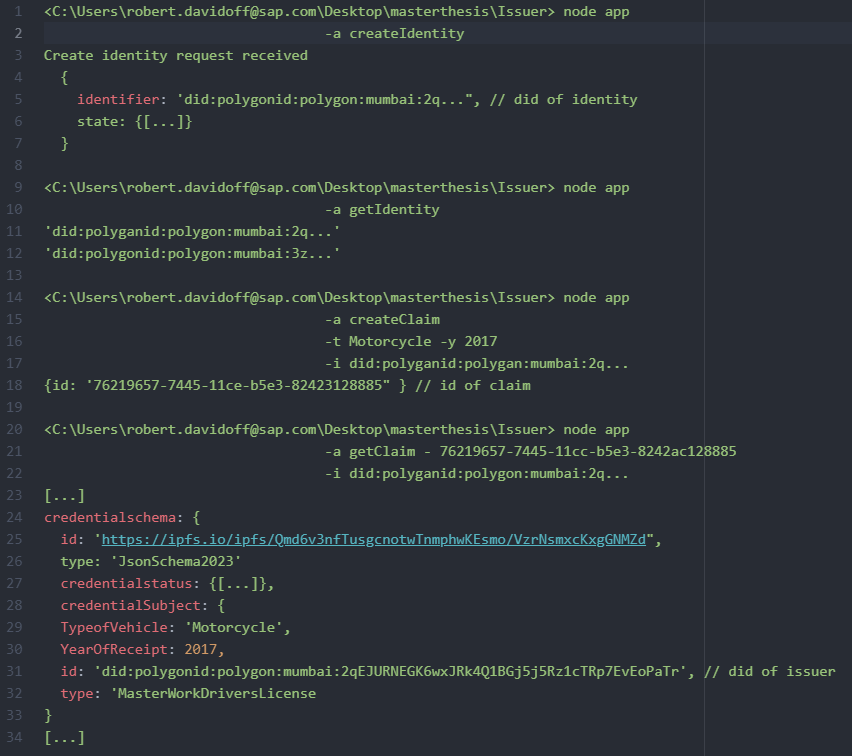 1 <C:\Users\robert.davidoff@sap.com\Desktop\masterthesis\Issuer> node app
2 -a createIdentity
3 Create identity request received
4 {
5 identifier: 'did:polygonid:polygon:mumbai:2q...", // did of identity
6 state: {[...]}
7 }
8
9 <C:\Users\robert.davidoff@sap.com\Desktop\masterthesis\Issuer> node app
10 -a getIdentity
11 'did:polyganid:polygon:mumbai:2q...'
12 'did:polygonid:polygon:mumbai:3z...'
13
14 <C:\Users\robert.davidoff@sap.com\Desktop\masterthesis\Issuer> node app
15 -a createClaim
16 -t Motorcycle -y 2017
17 -i did:polyganid:polygan:mumbai:2q...
18 {id: '76219657-7445-11ce-b5e3-82423128885" } // id of claim
19
20 <C:\Users\robert.davidoff@sap.com\Desktop\masterthesis\Issuer> node app
21 -a getClaim - 76219657-7445-11cc-b5e3-8242ac128885
22 -i did:polyganid:polygon:mumbai:2q...
23 [...]
24 credentialschema: {
25 id: 'https://ipfs.io/ipfs/Qmd6v3nfTusgcnotwTnmphwKEsmo/VzrNsmxcKxgGNMZd",
26 type: 'JsonSchema2023'
27 credentialstatus: {[...]},
28 credentialSubject: {
29 TypeofVehicle: 'Motorcycle',
30 YearOfReceipt: 2017,
31 id: 'did:polygonid:polygon:mumbai:2qEJURNEGK6wxJRk4Q1BGj5j5Rz1cTRp7EvEoPaTr', // did of issuer
32 type: 'MasterWorkDriversLicense
33 }
34 [...]